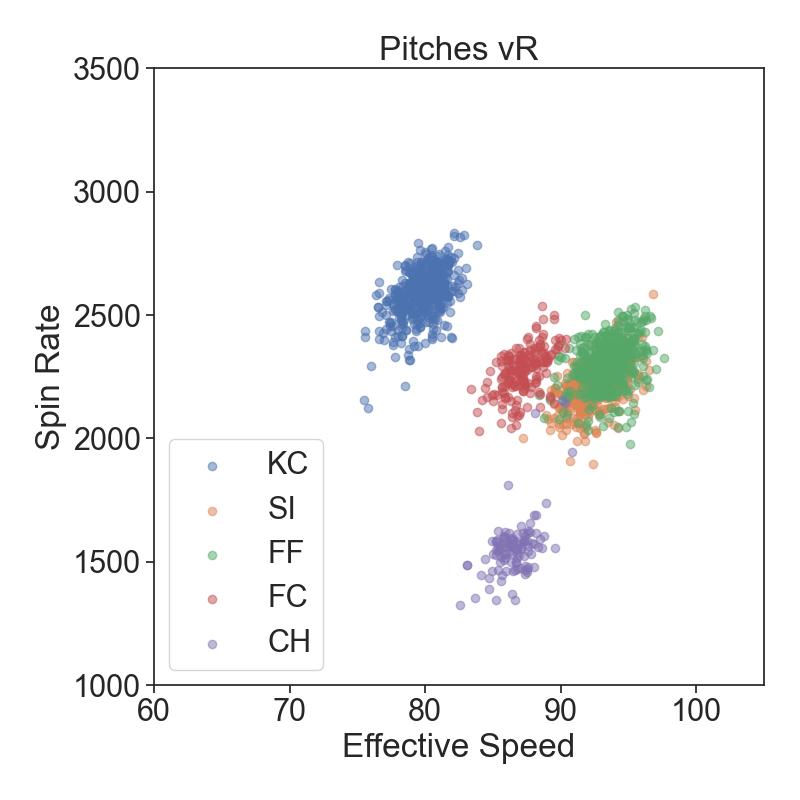 Pitches vR
3500
3000
2500
2000
1500
1000
Spin Rate
KC
SI
FF
FC
CH
60 70 80 90 100
Effective Speed